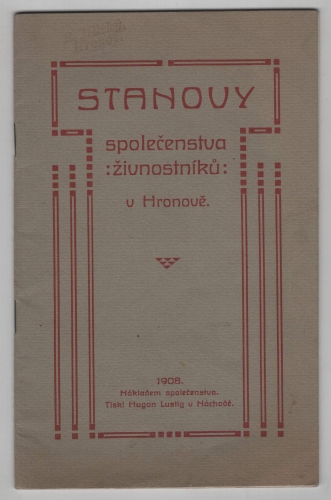 STANOVY
společenstva
:živnostníků:
v Hronově.
1908.
Nákladem společenstva.
Tiskl Hugon Lustig v Náchodě.